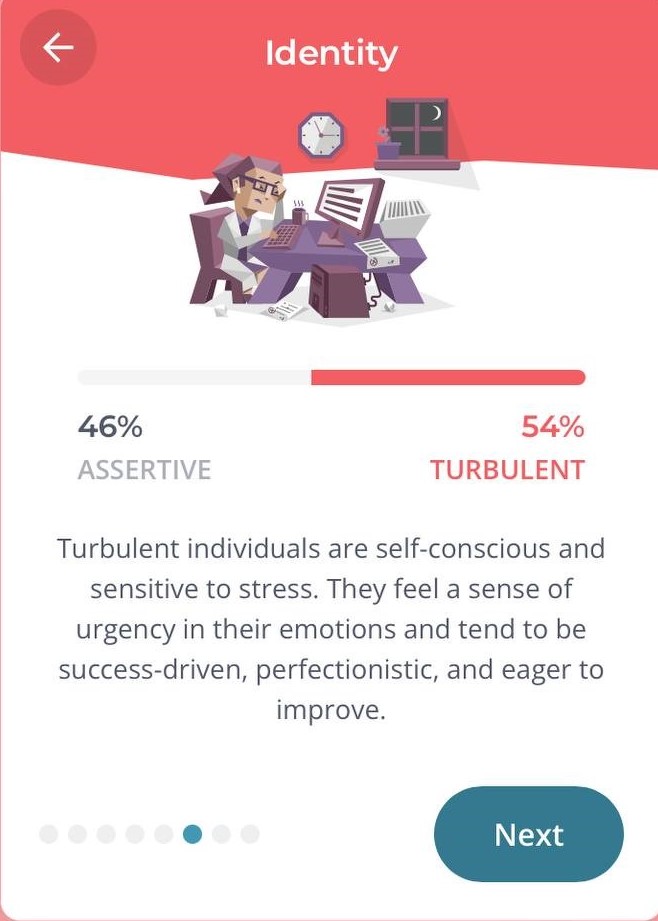 Identity
46%
54%
ASSERTIVE
TURBULENT
Turbulent individuals are self-conscious and
sensitive to stress. They feel a sense of
urgency in their emotions and tend to be
success-driven, perfectionistic, and eager to
improve.
Next